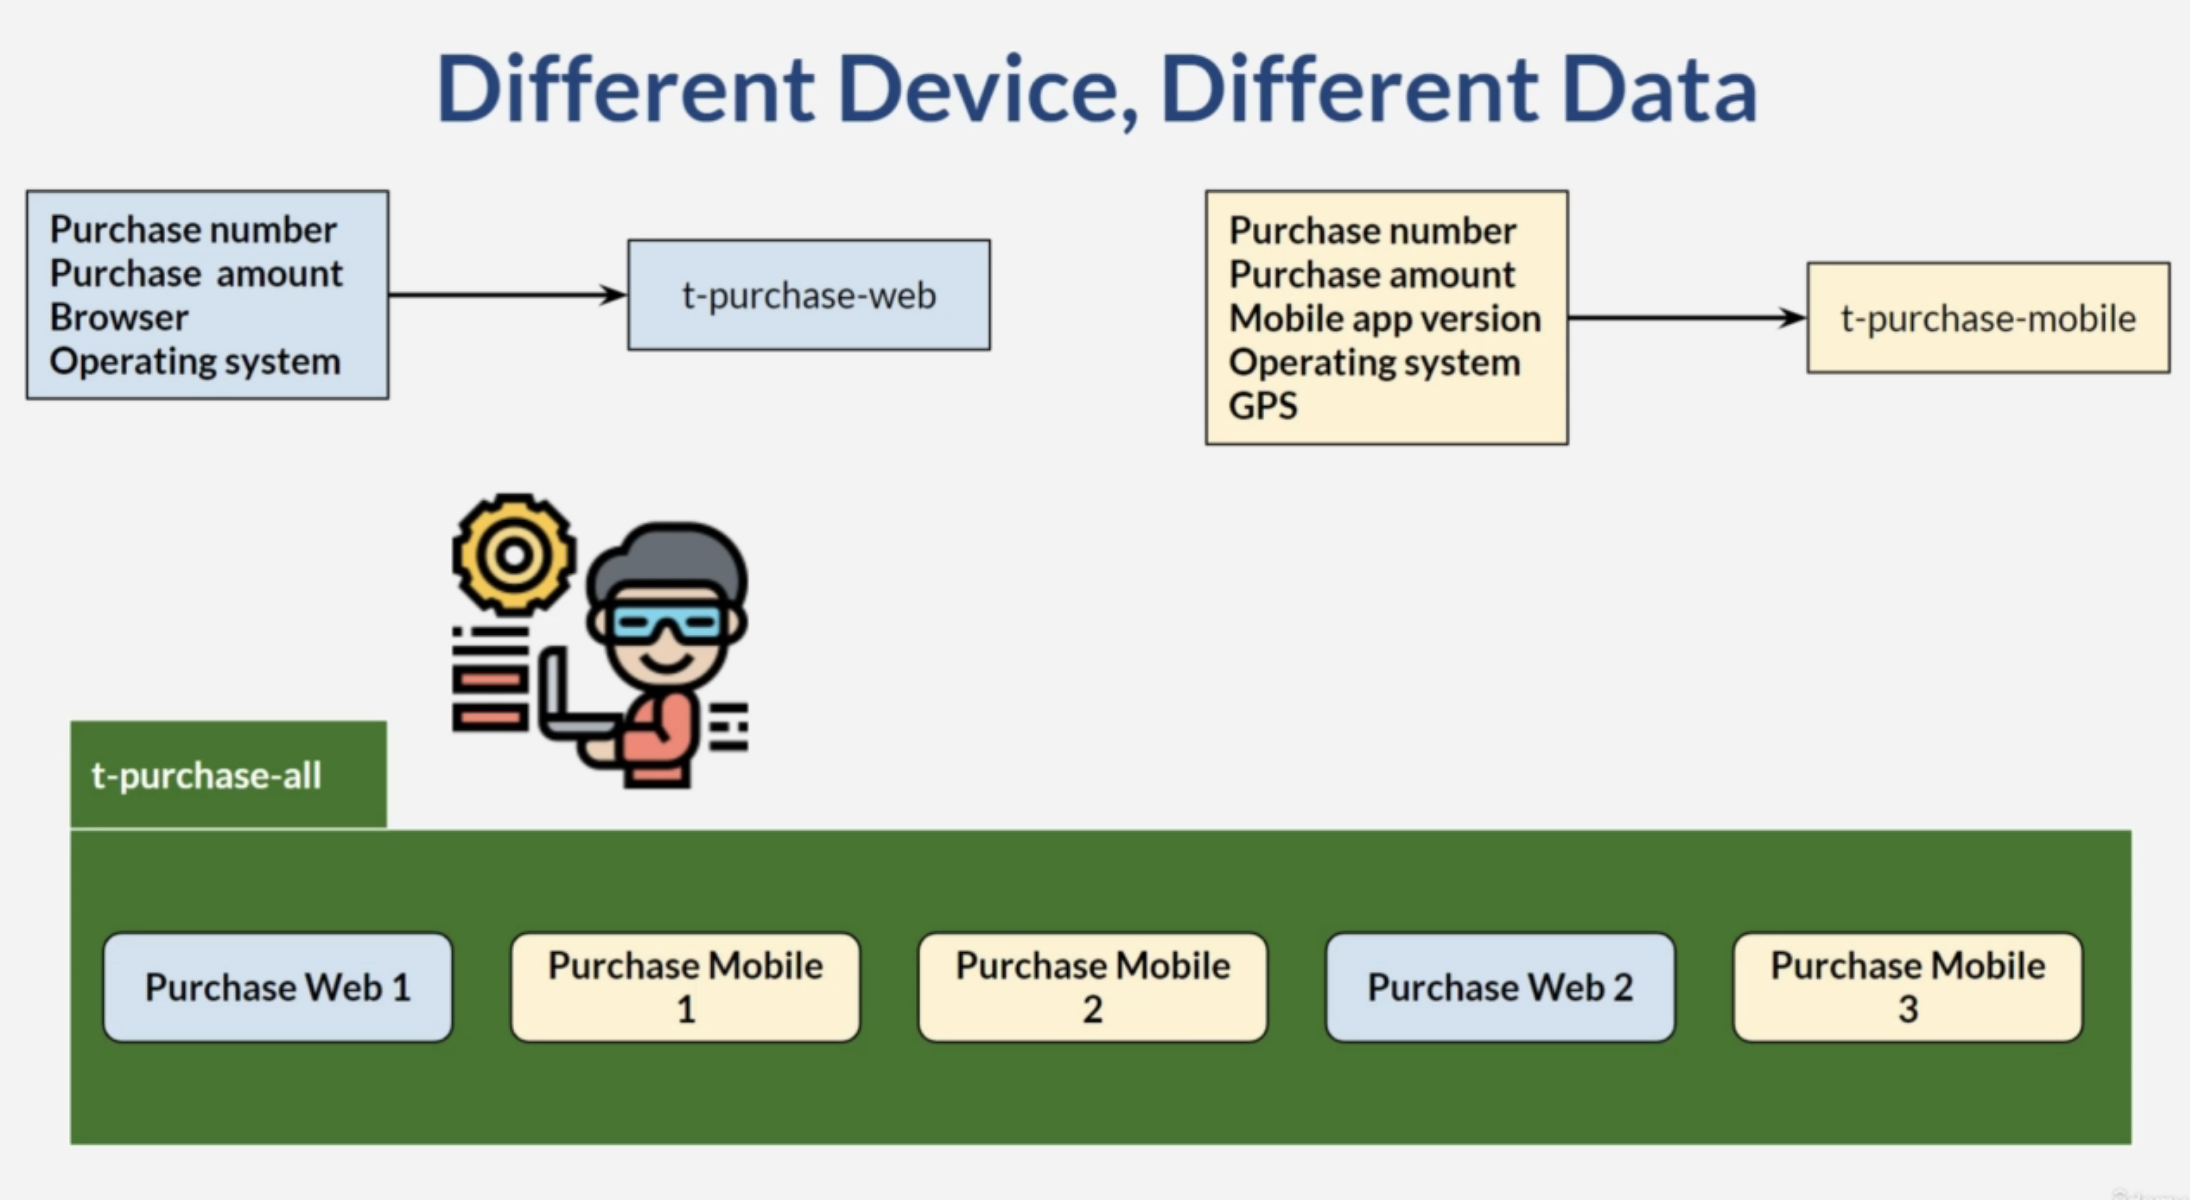 Different Device, Different Data
Purchase number
Purchase amount
Browser
Operating system
t-purchase-web
Purchase number
Purchase amount
Mobile app version
Operating system
GPS
t-purchase-mobile
t-purchase-all
Purchase Web 1
Purchase Mobile
1
Purchase Mobile
2
Purchase Web 2
Purchase Mobile
3